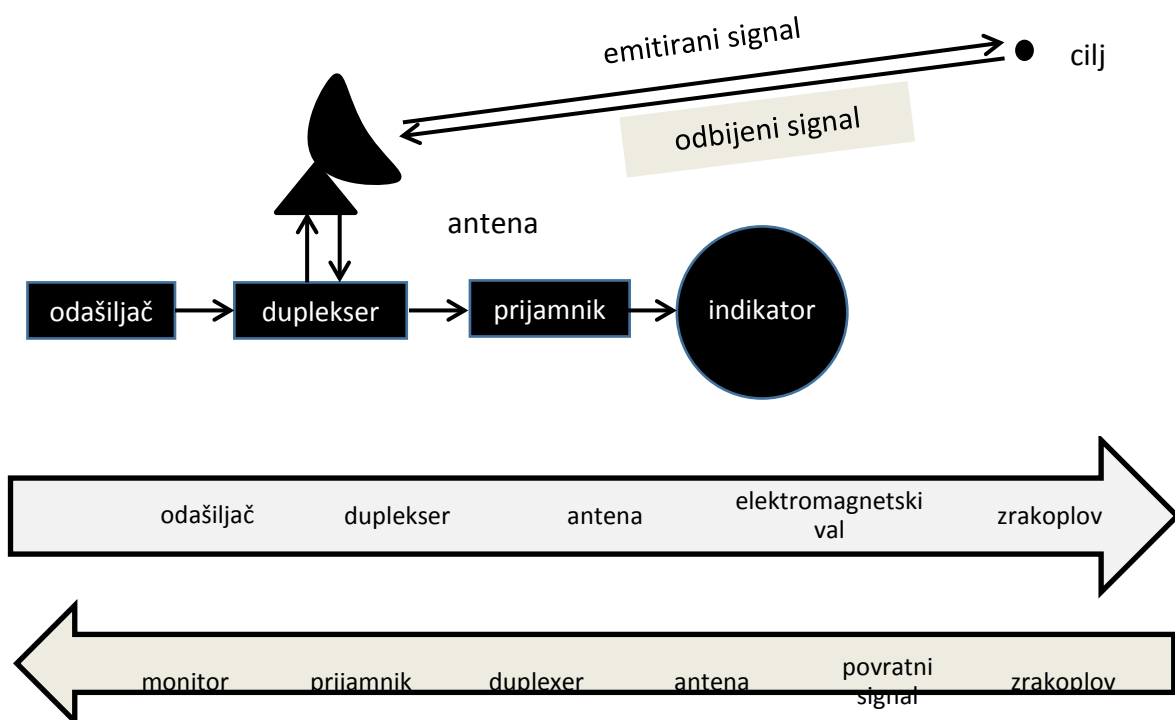 emitirani signal
cilj
odbijeni signal
antena
odašiljač
duplekser
prijamnik
indikator
odašiljač
duplekser
antena
elektromagnetski
val
zrakoplov
monitor
prijamnik
duplexer
antena
povratni
signal
zrakoplov